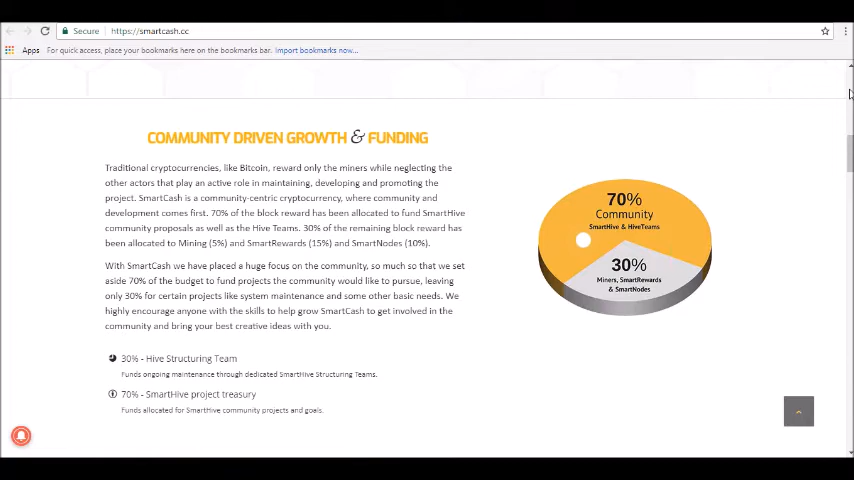 Secure
https://smartcash.cc
Apps
For quick access, place your bookmarks here on the bookmarks bar. Import bookmarks now...
COMMUNITY DRIVEN GROWTH & FUNDING
Traditional cryptocurrencies, like Bitcoin, reward only the miners while neglecting the
other actors that play an active role in maintaining, developing and promoting the
project. SmartCash is a community-centric cryptocurrency, where community and
development comes first. 70% of the block reward has been allocated to fund SmartHive
community proposals as well as the Hive Teams. 30% of the remaining block reward has
been allocated to Mining (5%) and SmartRewards (15%) and SmartNodes (10%).
With SmartCash we have placed a huge focus on the community, so much so that we set
aside 70% of the budget to fund projects the community would like to pursue, leaving
only 30% for certain projects like system maintenance and some other basic needs. We
highly encourage anyone with the skills to help grow SmartCash to get involved in the
community and bring your best creative ideas with you.
30% - Hive Structuring Team
Funds ongoing maintenance through dedicated SmartHive Structuring Teams.
70% - SmartHive project treasury
Funds allocated for SmartHive community projects and goals.
70%
Community
SmartHive & HiveTeams
30%
Miners, SmartRewards
& SmartNodes